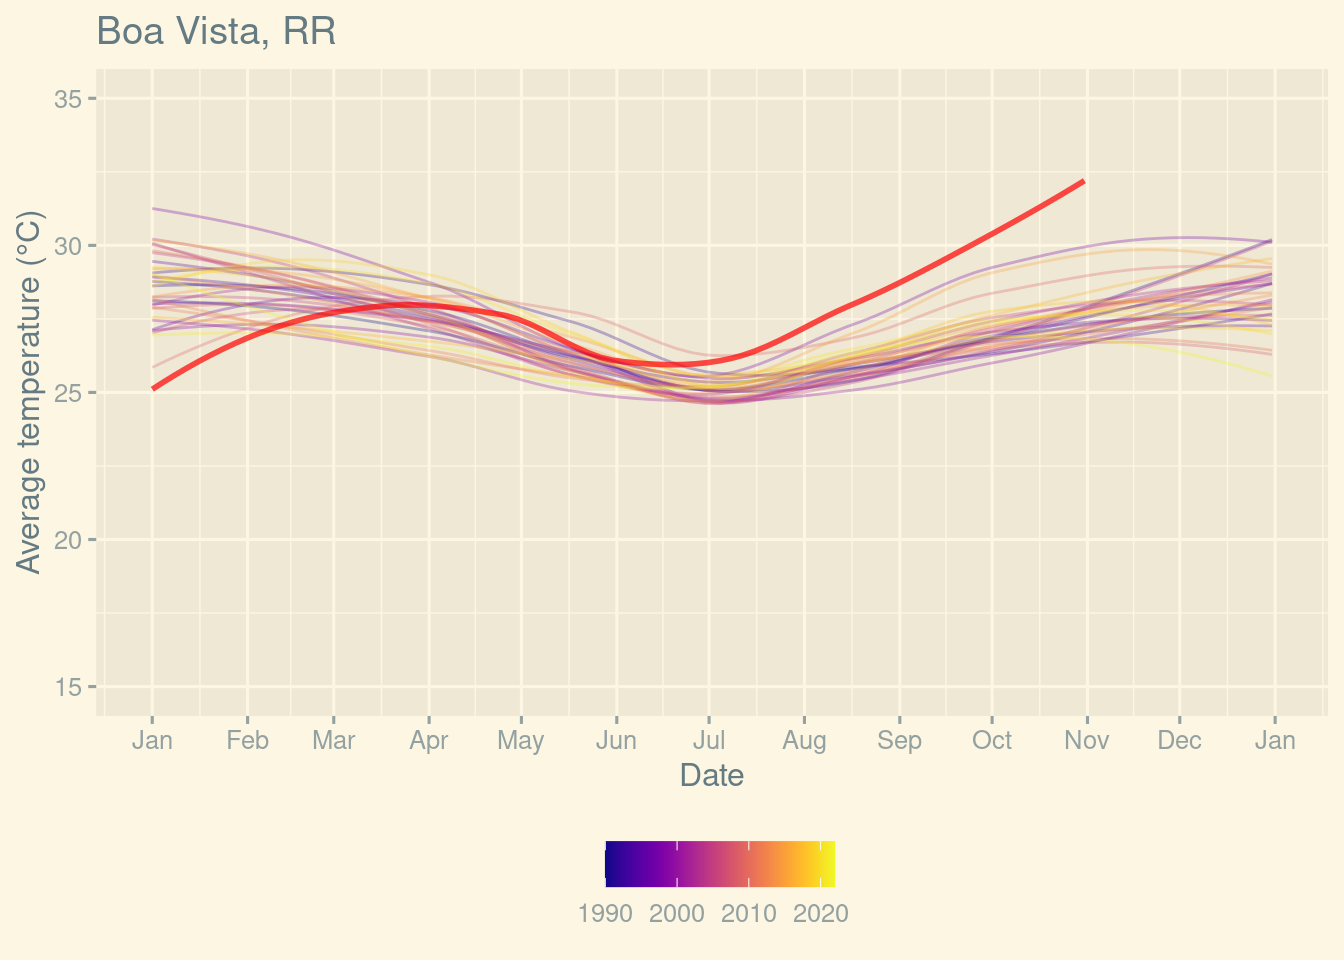 Boa Vista, RR
35
30
25
20
15
Average temperature (°C)
Jan Feb Mar Apr May Jun Jul Aug Sep Oct Nov Dec Jan
Date
1990 2000 2010 2020